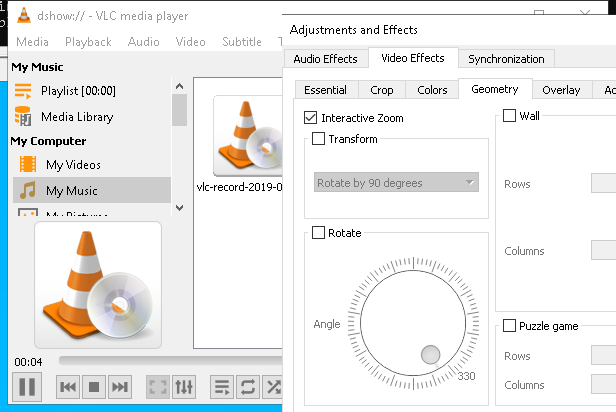 dshow:// - VLC media player
Media Playback Audio Video Subtitle
My Music
Playlist [00:00]
Media Library
My Computer
My Videos
My Music
My Pictures
vlc-record-2019-0
00:04
Adjustments and Effects
Audio Effects Video Effects Synchronization
Essential Crop Colors Geometry Overlay
Interactive Zoom
Transform
Rotate by 90 degrees
Rotate
Angle
330
Wall
Rows
Columns
Puzzle game
Rows
Columns